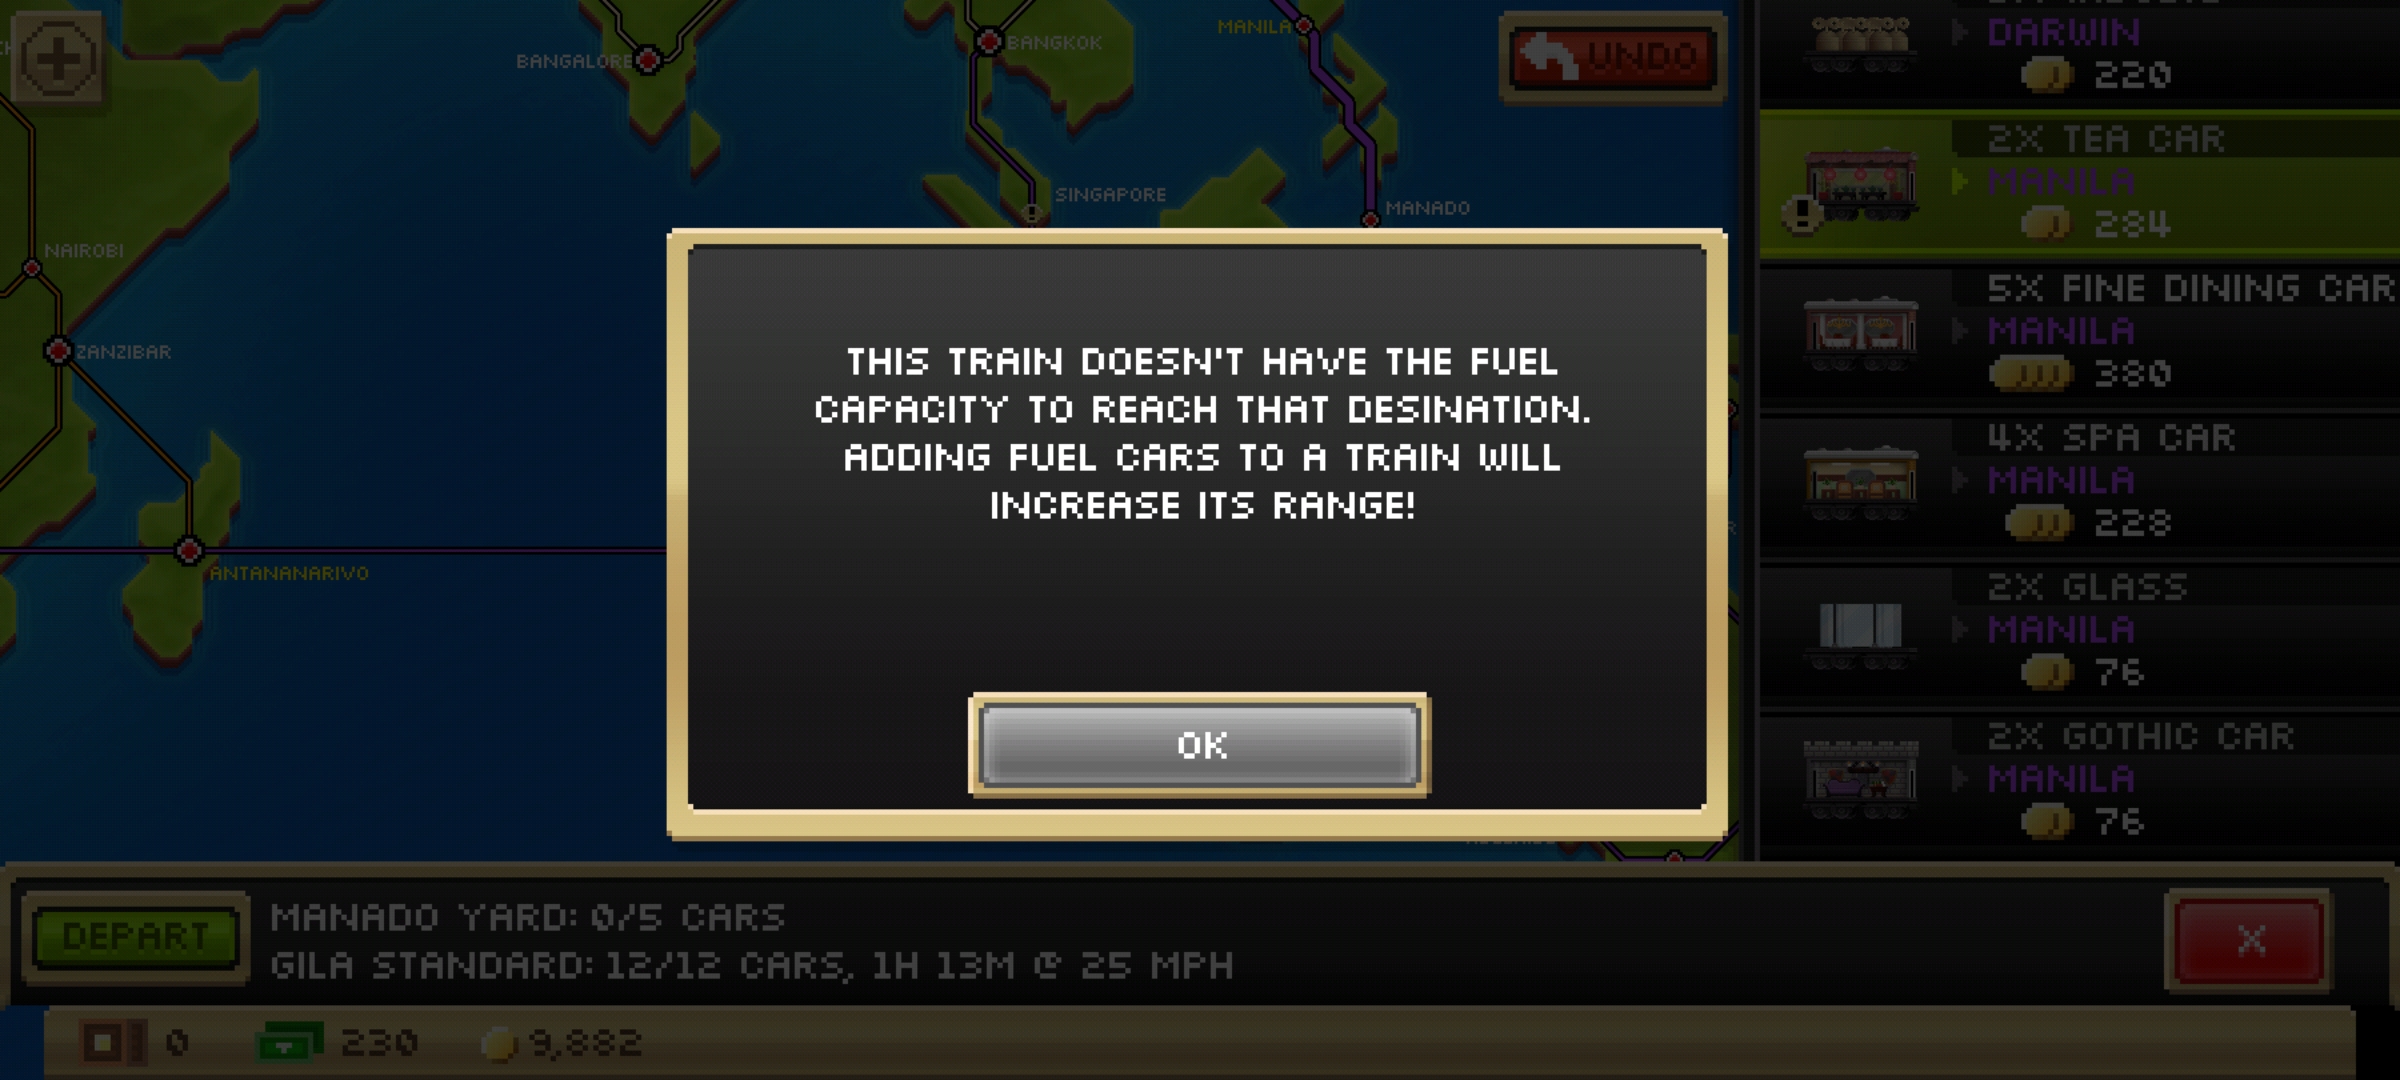 BANGALORE
BANGKOK
MANILA
UNDO
SINGAPORE
MANADO
NAIROBI
ZANZIBAR
ANTANANARIVO
DARWIN
220
2X TEA CAR
MANILA
284
5X FINE DINING CAR
MANILA
380
4X SPA CAR
MANILA
228
2X GLASS
MANILA
76
2X GOTHIC CAR
MANILA
76
THIS TRAIN DOESN'T HAVE THE FUEL
CAPACITY TO REACH THAT DESINATION.
ADDING FUEL CARS TO A TRAIN WILL
INCREASE ITS RANGE!
OK
DEPART
MANADO YARD: 0/5 CARS
GILA STANDARD: 12/12 CARS, 1H 13M @ 25 MPH
X
0
230
9,882